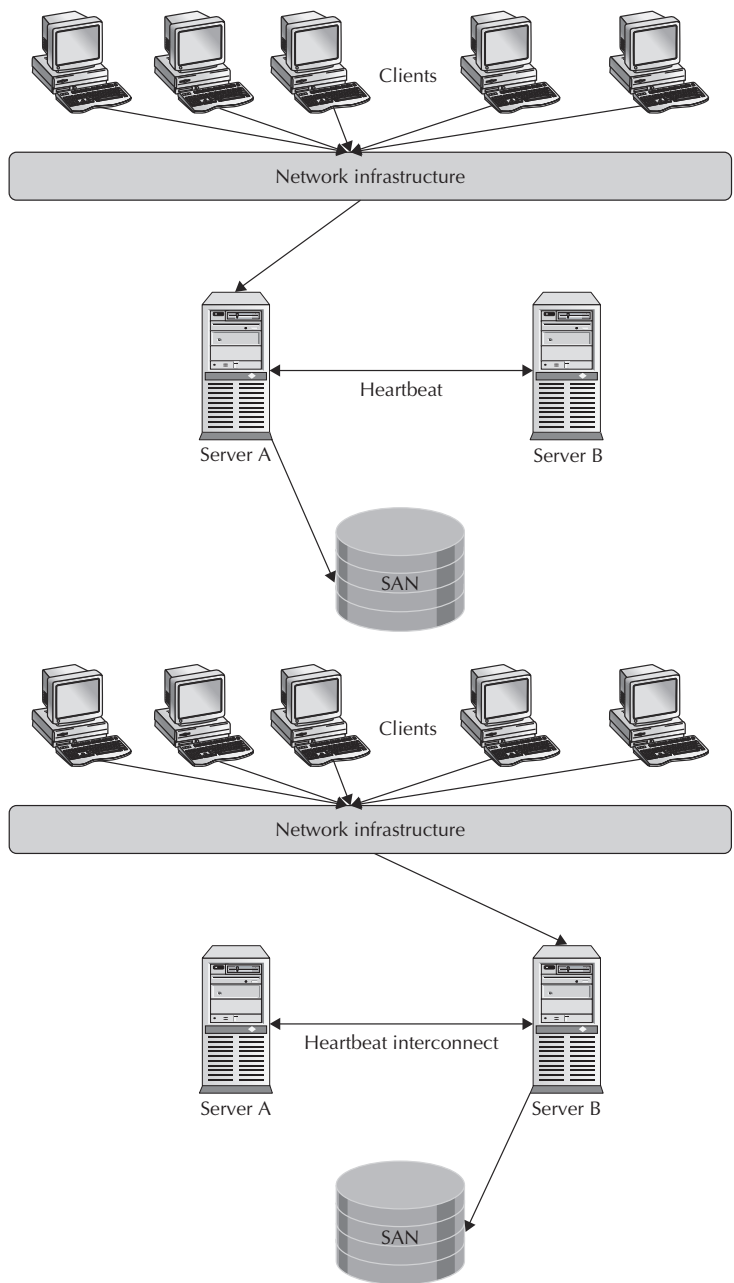 Clients
Network infrastructure
Heartbeat
Server A
Server B
SAN
Clients
Network infrastructure
Heartbeat interconnect
Server A
Server B
SAN